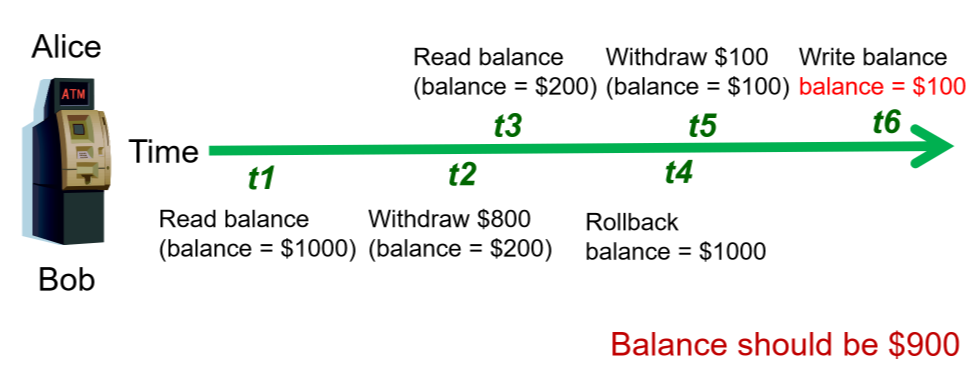 Alice
ATM
Bob
Read balance
(balance = $200)
Withdraw $100
(balance = $100)
Write balance
balance = $100
t3
t5
t6
Time
t1
t2
t4
Read balance
(balance = $1000)
Withdraw $800
(balance = $200)
Rollback
balance = $1000
Balance should be $900